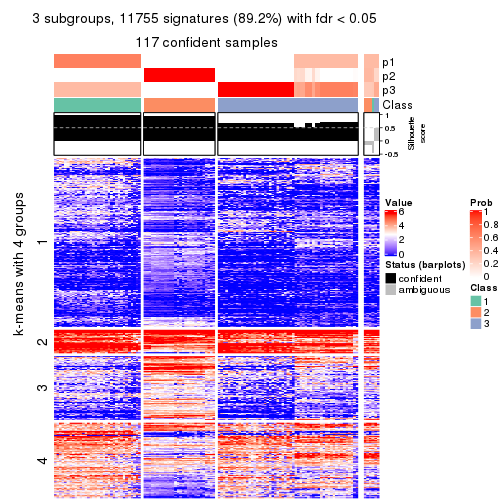 3 subgroups, 11755 signatures (89.2%) with fdr < 0.05
117 confident samples
p1
p2
p3
Class
1
0.5
0
-0.5
Silhouette
score
k-means with 4 groups
1
2
3
4
Value
6
4
2
0
Status (barplots)
confident
ambiguous
Prob
1
0.8
0.6
0.4
0.2
0
Class
1
2
3